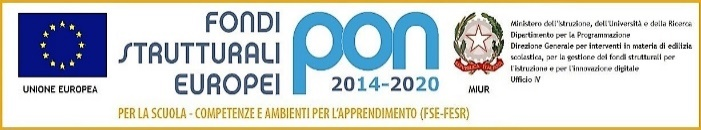 UNIONE EUROPEA
FONDI
STRUTTURALI
EUROPEI
pon
2014-2020
MIUR
Ministero dell'Istruzione, dell'Università e della Ricerca
Dipartimento per la Programmazione
Direzione Generale per interventi in materia di edilizia
scolastica, per la gestione dei fondi strutturali per
l'istruzione e per l'innovazione digitale
Ufficio IV
PER LA SCUOLA - COMPETENZE E AMBIENTI PER L'APPRENDIMENTO (FSE-FESR)